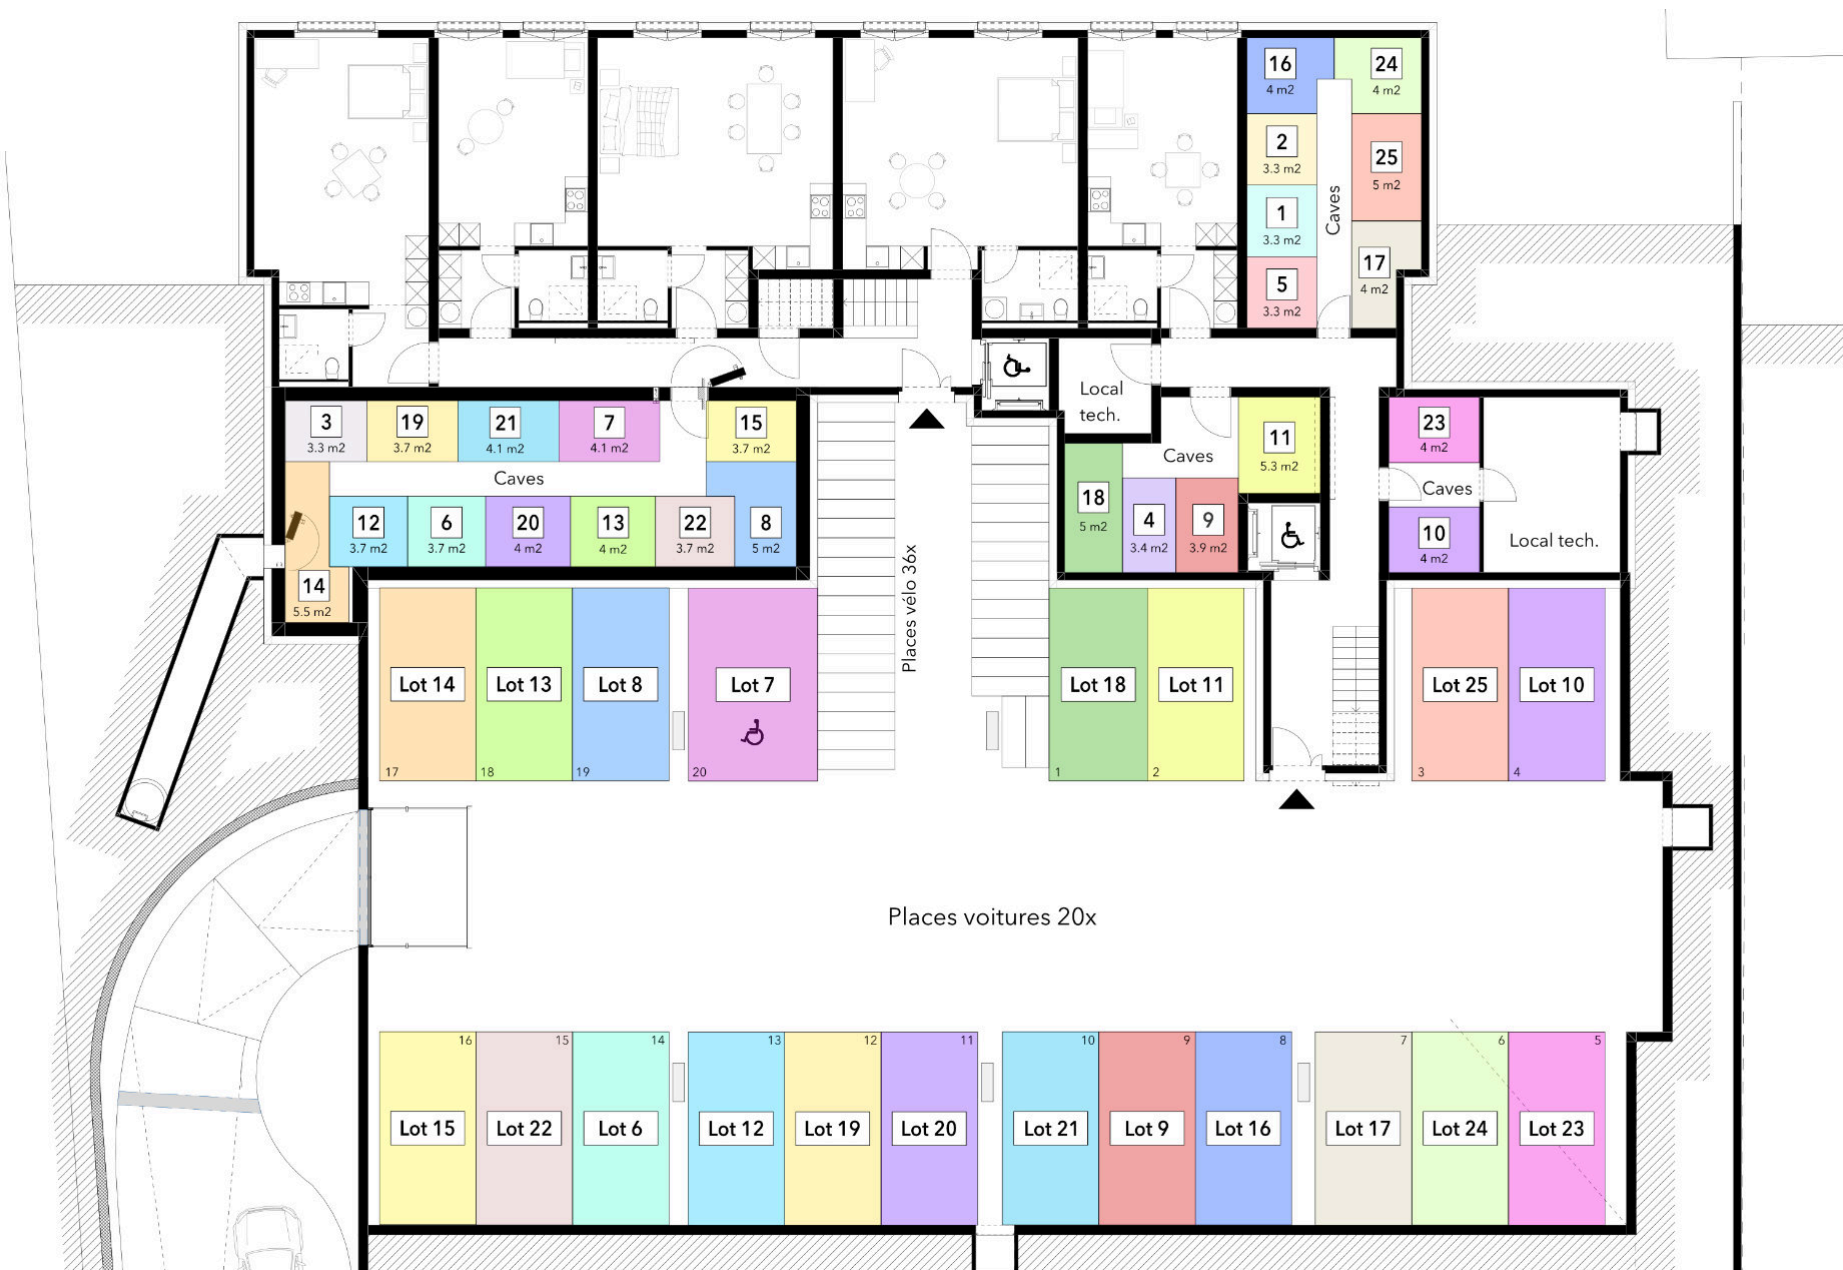 16
4 m2
24
4 m2
2
3.3 m2
25
5 m2
1
3.3 m2
Caves
17
4 m2
5
3.3 m2
Local
tech.
3
3.3 m2
19
3.7 m2
21
4.1 m2
7
4.1 m2
15
3.7 m2
Caves
12
3.7 m2
6
3.7 m2
20
4 m2
13
4 m2
22
3.7 m2
8
5 m2
14
5.5 m2
Places vélo 36x
11
5.3 m2
Caves
18
5 m2
4
3.4 m2
9
3.9 m2
23
4 m2
Caves
10
4 m2
Local tech.
Lot 14
17
Lot 13
18
Lot 8
19
Lot 7
20
Lot 18
1
Lot 11
2
Lot 25
3
Lot 10
4
Places voitures 20x
16
Lot 15
15
Lot 22
14
Lot 6
13
Lot 12
12
Lot 19
11
Lot 20
10
Lot 21
9
Lot 9
8
Lot 16
7
Lot 17
6
Lot 24
5
Lot 23